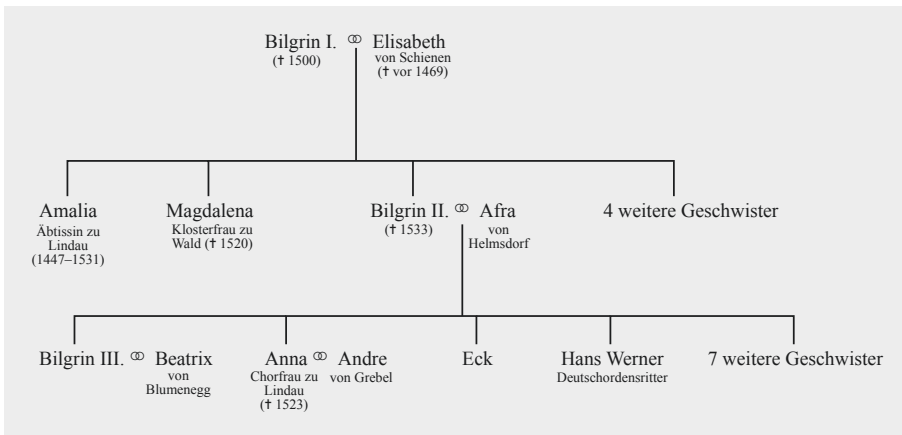 Bilgrin I. ⚭ Elisabeth
(† 1500)
von Schienen
(† vor 1469)
Amalia
Äbtissin zu
Lindau
(1447–1531)
Magdalena
Klosterfrau zu
Wald († 1520)
Bilgrin II. ⚭ Afra
(† 1533)
von
Helmsdorf
4 weitere Geschwister
Bilgrin III. ⚭ Beatrix
von
Blumenegg
Anna ⚭ Andre
Chorfrau zu
Lindau
(† 1523)
von Grebel
Eck
Hans Werner
Deutschordensritter
7 weitere Geschwister